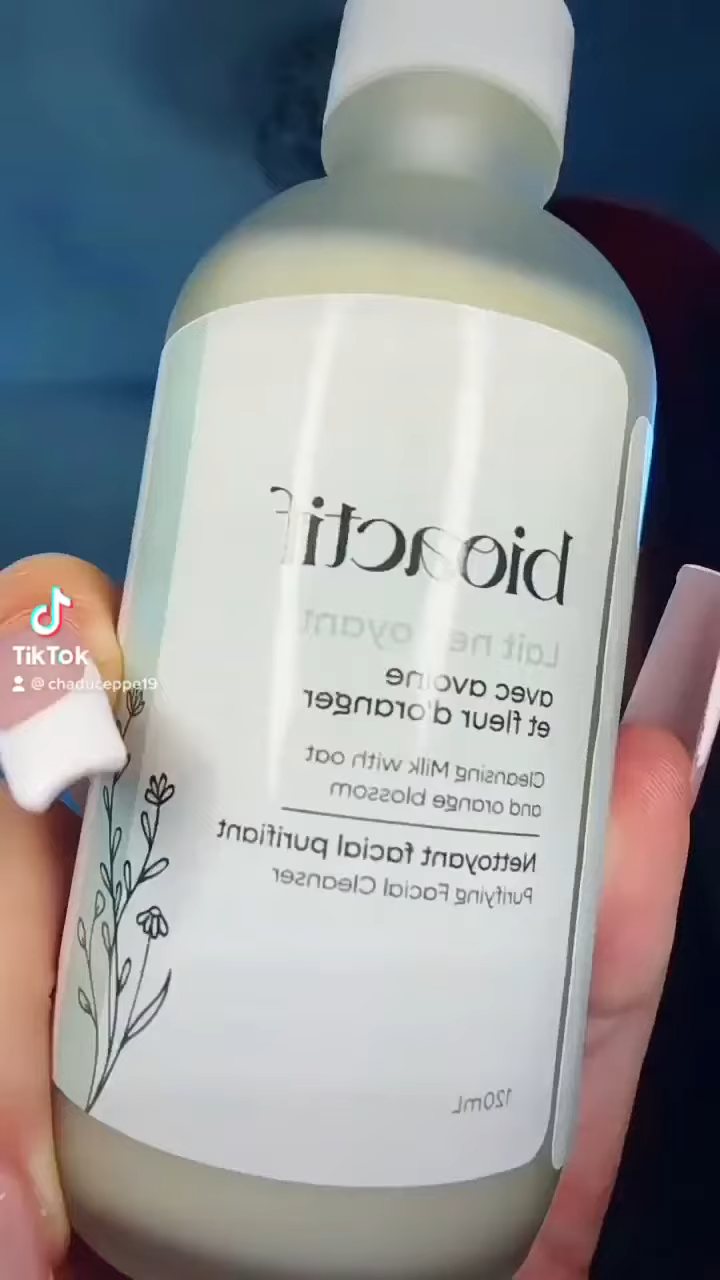 bioactif
Lait nettoyant
avec avoine
et fleur d'oranger
Cleansing Milk with oat
and orange blossom
Nettoyant facial purifiant
Purifying Facial Cleanser
120mL
TikTok
@chaduceppe19